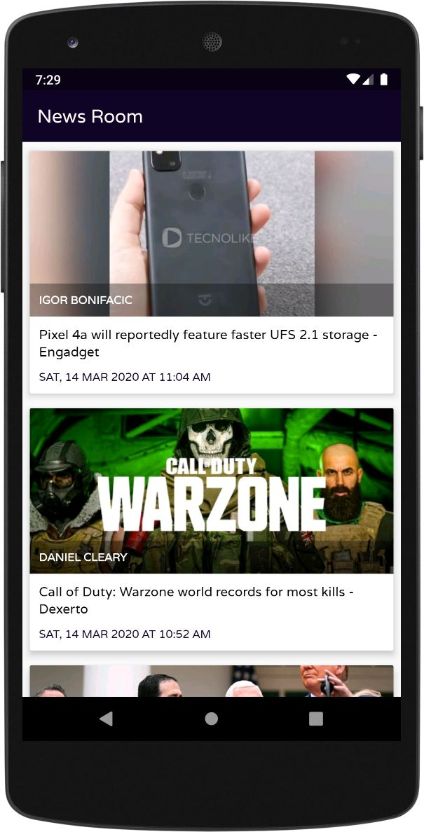 7:29
News Room
TECNOLIKE
IGOR BONIFACIC
Pixel 4a will reportedly feature faster UFS 2.1 storage -
Engadget
SAT, 14 MAR 2020 AT 11:04 AM
CALL OF DUTY
WARZONE
DANIEL CLEARY
Call of Duty: Warzone world records for most kills -
Dexerto
SAT, 14 MAR 2020 AT 10:52 AM